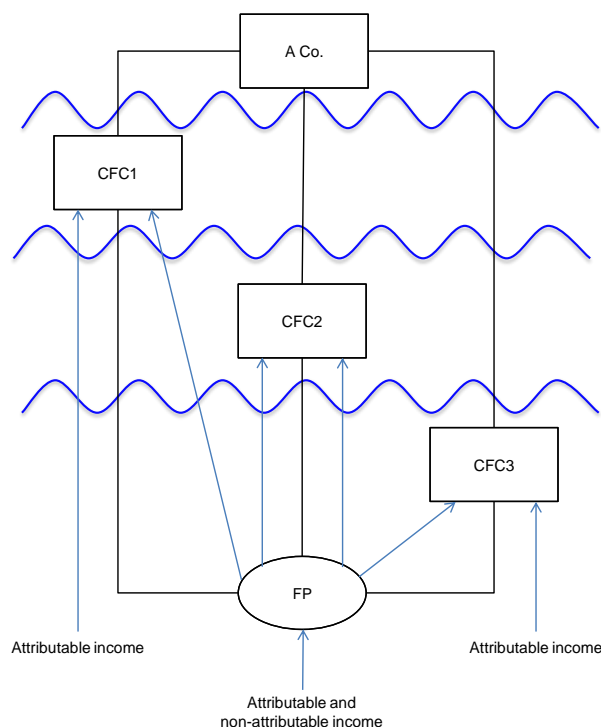 A Co.
CFC1
CFC2
CFC3
FP
Attributable income
Attributable income
Attributable and
non-attributable income